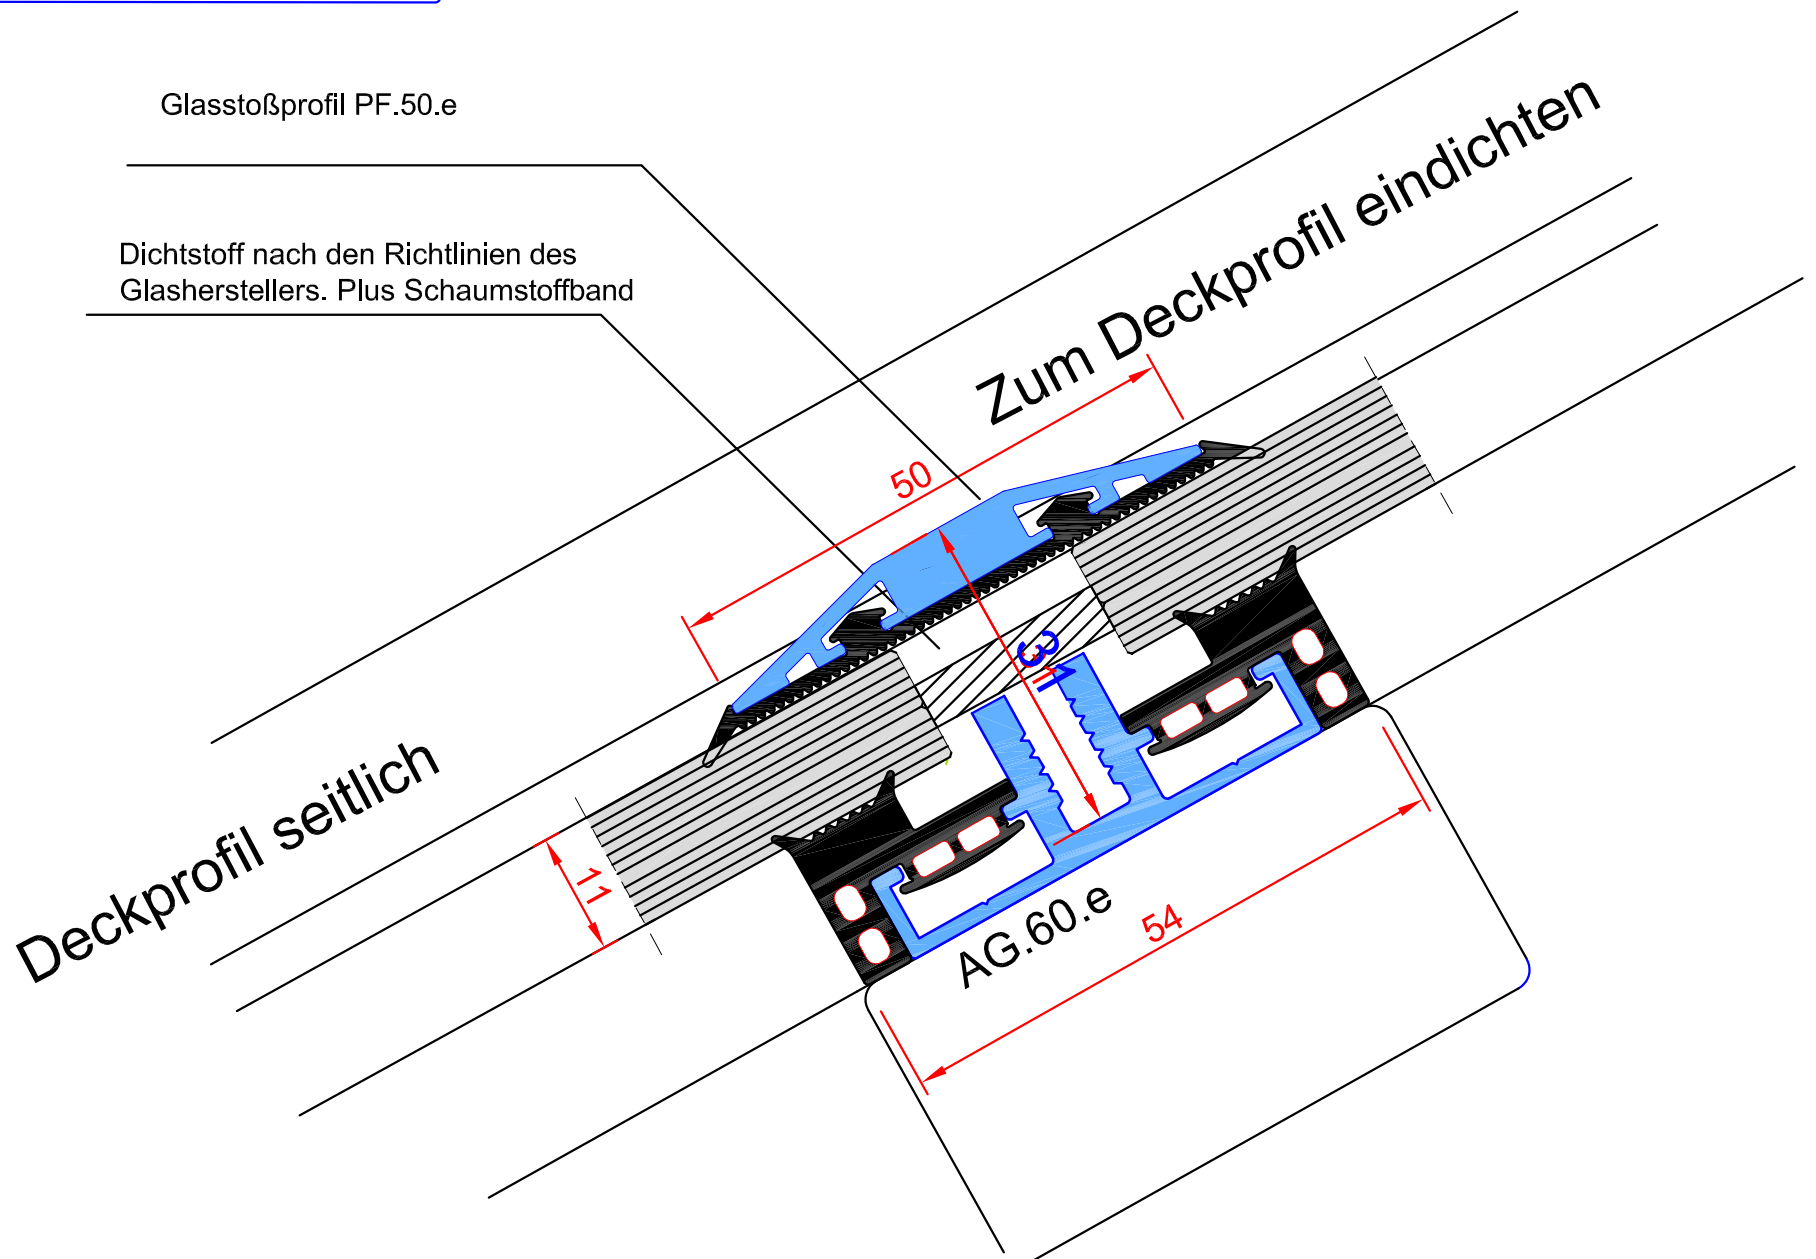 Glasstoßprofil PF.50.e
Dichtstoff nach den Richtlinien des
Glasherstellers. Plus Schaumstoffband
Zum Deckprofil eindichten
50
Deckprofil seitlich
11
AG.60.e
54